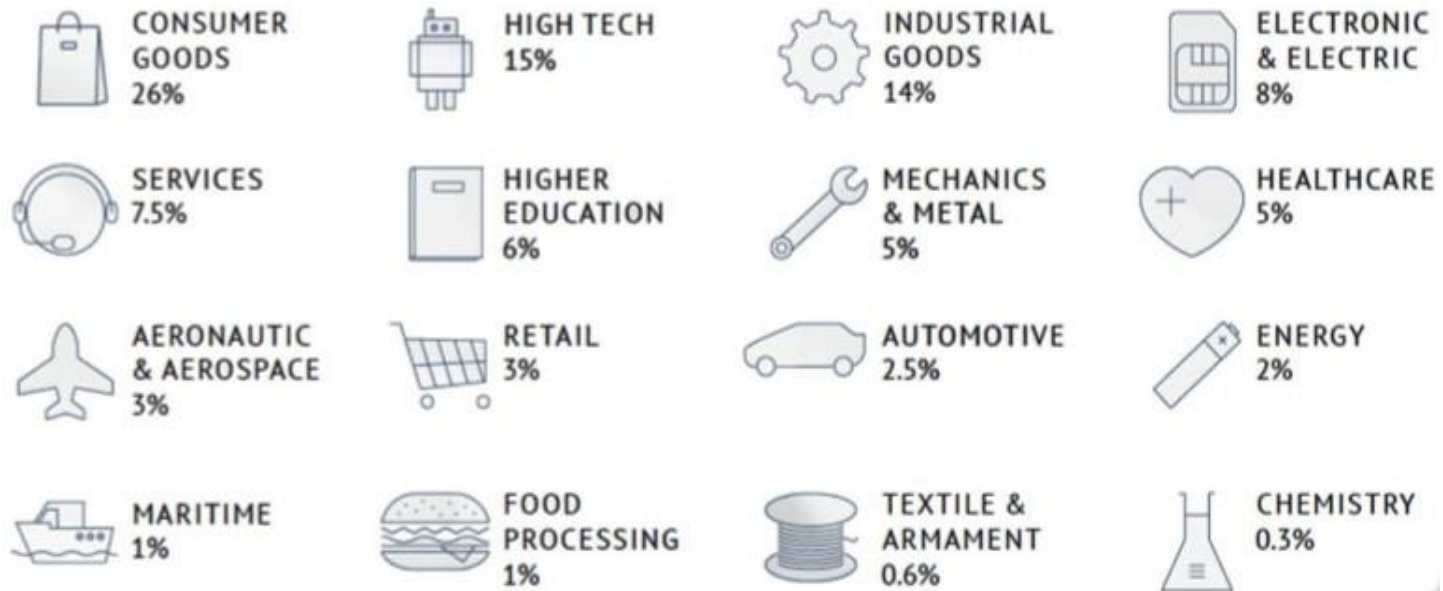 CONSUMER
GOODS
26%
HIGH TECH
15%
INDUSTRIAL
GOODS
14%
ELECTRONIC
& ELECTRIC
8%
SERVICES
7.5%
HIGHER
EDUCATION
6%
MECHANICS
& METAL
5%
HEALTHCARE
5%
AERONAUTIC
& AEROSPACE
3%
RETAIL
3%
AUTOMOTIVE
2.5%
ENERGY
2%
MARITIME
1%
FOOD
PROCESSING
1%
TEXTILE &
ARMAMENT
0.6%
CHEMISTRY
0.3%